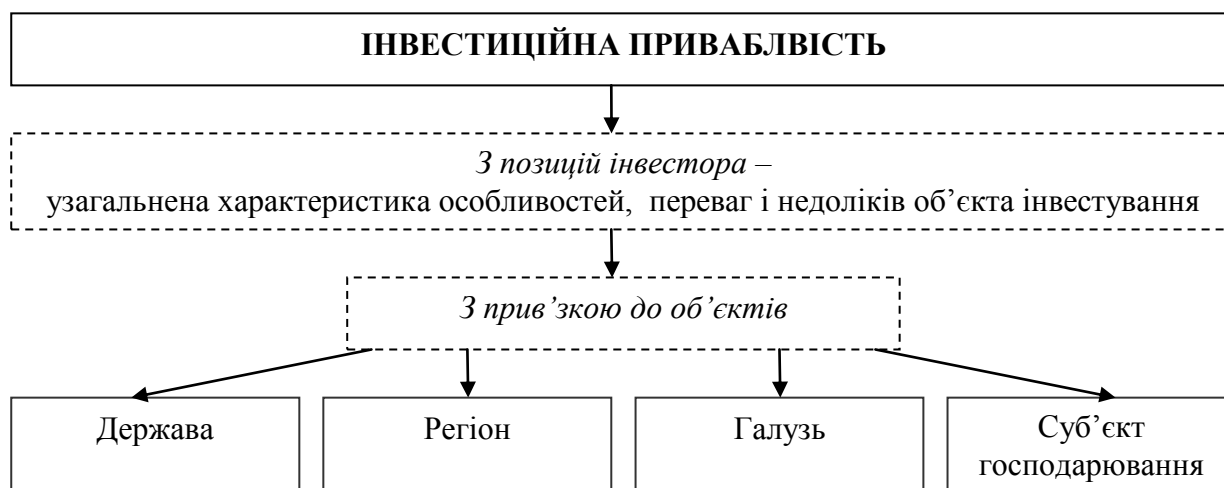 ІНВЕСТИЦІЙНА ПРИВАБЛВІСТЬ
З позицій інвестора –
узагальнена характеристика особливостей, переваг і недоліків об’єкта інвестування
З прив’зкою до об’єктів
Держава
Регіон
Галузь
Суб’єкт
господарювання